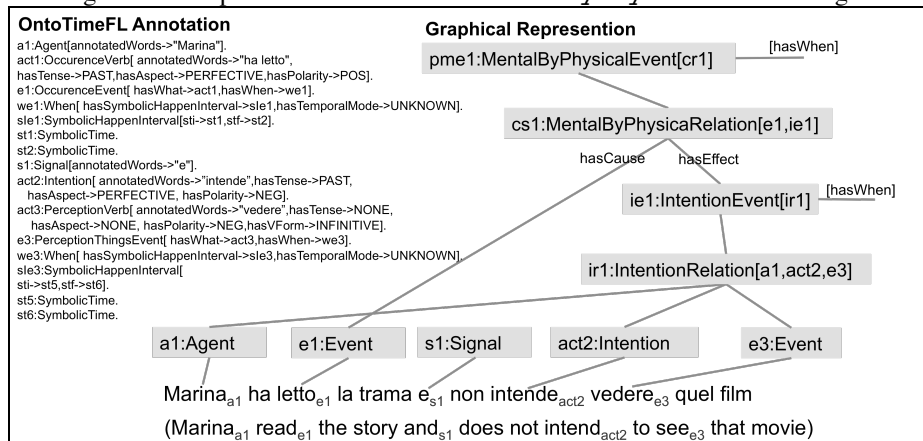 OntoTimeFL Annotation
a1:Agent[annotatedWords->"Marina"].
act1:OccurenceVerb[ annotatedWords->"ha letto",
hasTense->PAST,hasAspect->PERFECTIVE,hasPolarity->POS].
e1:OccurenceEvent[ hasWhat->act1,hasWhen->we1].
we1:When[ hasSymbolicHappenInterval->sIe1,hasTemporalMode->UNKNOWN].
sIe1:SymbolicHappenInterval[sti->st1,stf->st2].
st1:SymbolicTime.
st2:SymbolicTime.
s1:Signal[annotatedWords->"e"].
act2:Intention[ annotatedWords->"intende",hasTense->PAST,
hasAspect->PERFECTIVE, hasPolarity->NEG].
act3:PerceptionVerb[ annotatedWords->"vedere",hasTense->NONE,
hasAspect->NONE, hasPolarity->NEG,hasVForm->INFINITIVE].
e3:PerceptionThingsEvent[ hasWhat->act3,hasWhen->we3].
we3:When[ hasSymbolicHappenInterval->sIe3,hasTemporalMode->UNKNOWN].
sIe3:SymbolicHappenInterval[
sti->st5,stf->st6].
st5:SymbolicTime.
st6:SymbolicTime.
Graphical Represention
pme1:MentalByPhysicalEvent[cr1]
[hasWhen]
cs1:MentalByPhysicaRelation[e1,ie1]
hasCause
hasEffect
ie1:IntentionEvent[ir1]
[hasWhen]
ir1:IntentionRelation[a1,act2,e3]
a1:Agent
e1:Event
s1:Signal
act2:Intention
e3:Event
Marina a1 ha letto e1 la trama e s1 non intende act2 vedere e3 quel film
(Marina a1 read e1 the story and s1 does not intend act2 to see e3 that movie)